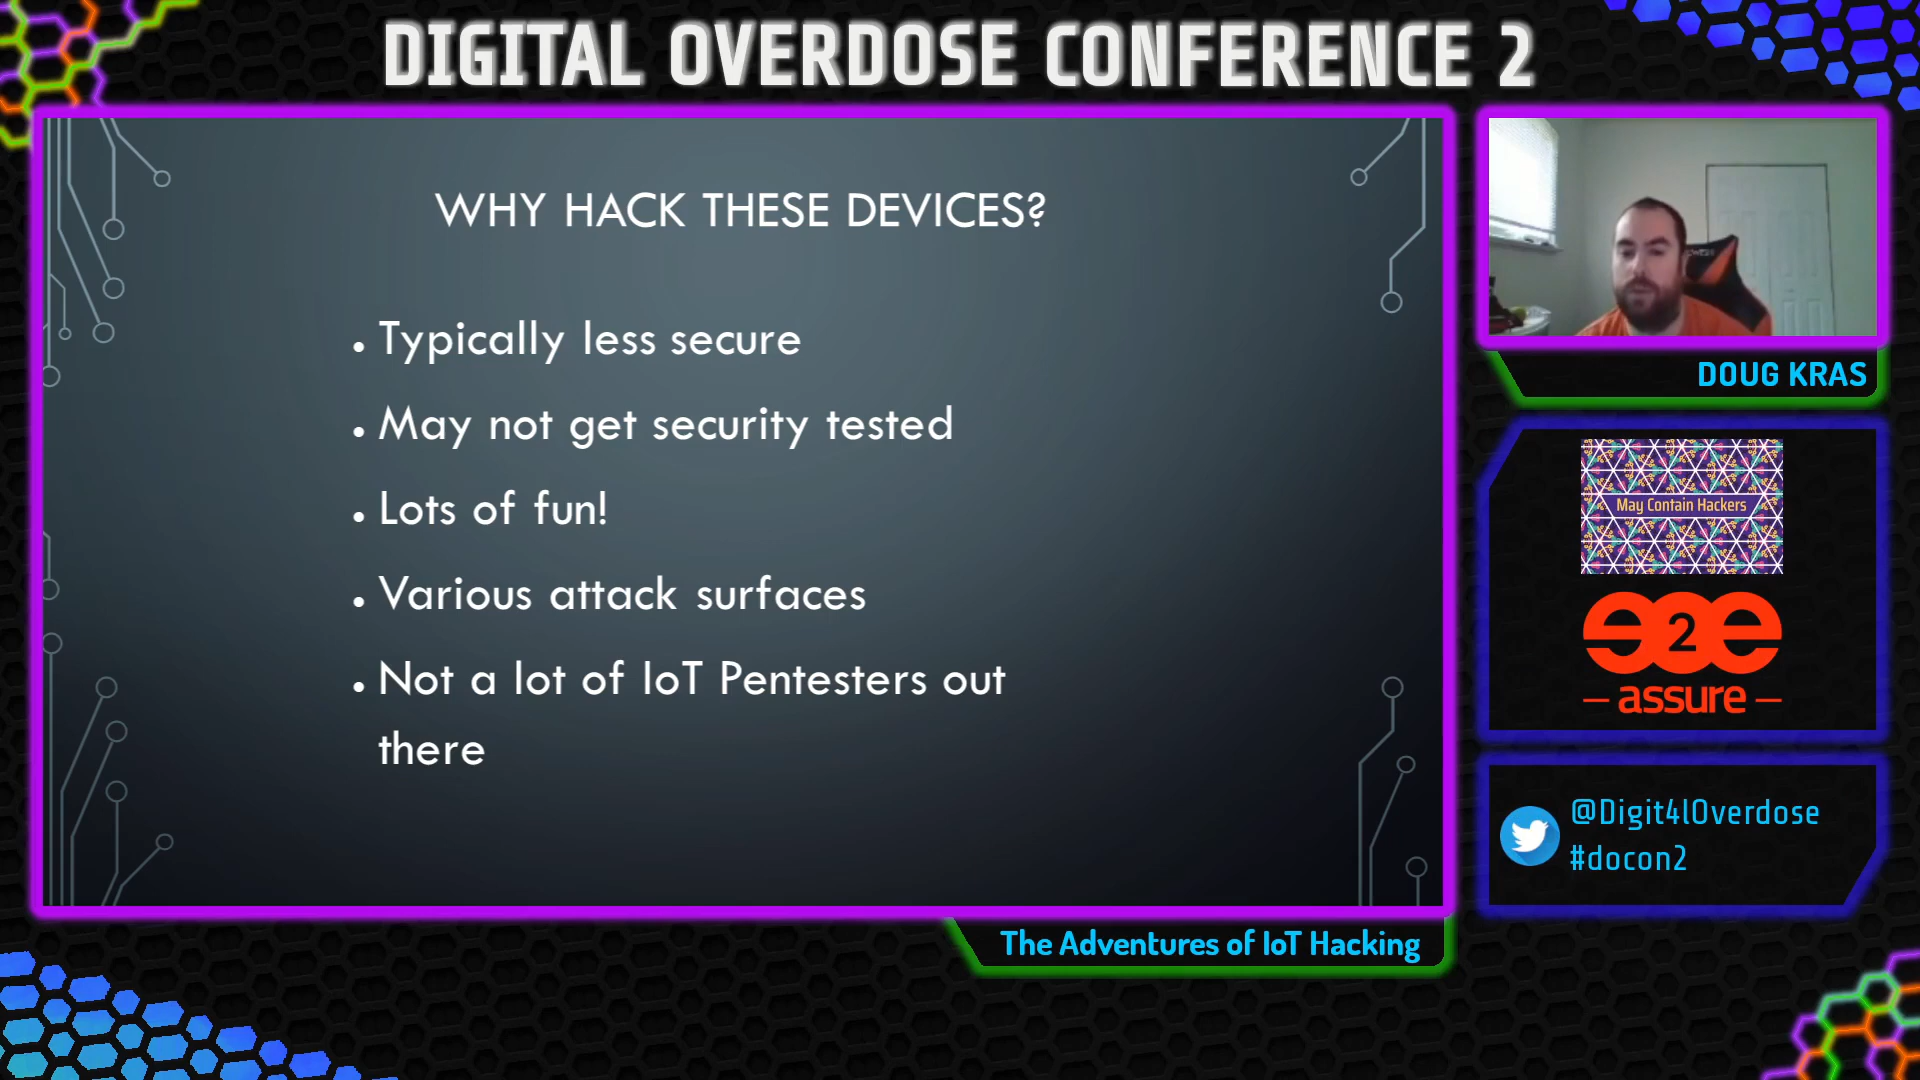 DIGITAL OVERDOSE CONFERENCE 2
WHY HACK THESE DEVICES?
• Typically less secure
• May not get security tested
• Lots of fun!
• Various attack surfaces
• Not a lot of IoT Pentesters out
there
DOUG KRAS
May Contain Hackers
e2e
— assure —
@Digit4lOverdose
#docon2
The Adventures of IoT Hacking